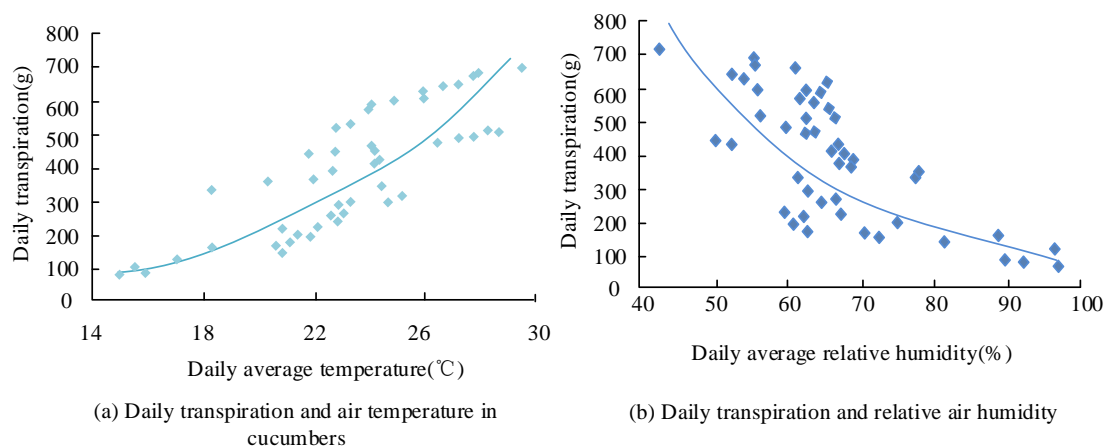 800
700
600
500
400
300
200
100
0
Daily transpiration(g)
14 18 22 26 30
Daily average temperature(℃)
(a) Daily transpiration and air temperature in
cucumbers
800
700
600
500
400
300
200
100
0
Daily transpiration(g)
40 50 60 70 80 90 100
Daily average relative humidity(%)
(b) Daily transpiration and relative air humidity